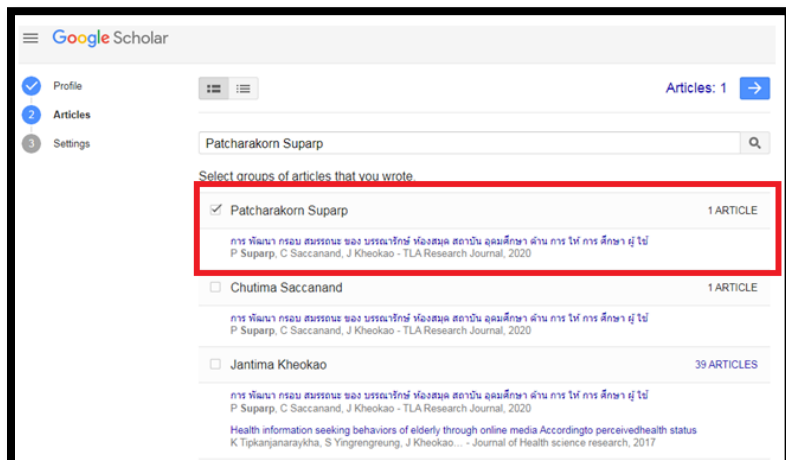 Google Scholar
Profile
Articles: 1
2 Articles
3 Settings
Patcharakorn Suparp
Select groups of articles that you wrote.
Patcharakorn Suparp 1 ARTICLE
การ พัฒนา กรอบ สมรรถนะ ของ บรรณารักษ์ ห้องสมุด สถาบัน อุดมศึกษา ด้าน การ ให้ การ ศึกษา ผู้ ใช้
P Suparp, C Saccanand, J Kheokao - TLA Research Journal, 2020
Chutima Saccanand 1 ARTICLE
การ พัฒนา กรอบ สมรรถนะ ของ บรรณารักษ์ ห้องสมุด สถาบัน อุดมศึกษา ด้าน การ ให้ การ ศึกษา ผู้ ใช้
P Suparp, C Saccanand, J Kheokao - TLA Research Journal, 2020
Jantima Kheokao 39 ARTICLES
การ พัฒนา กรอบ สมรรถนะ ของ บรรณารักษ์ ห้องสมุด สถาบัน อุดมศึกษา ด้าน การ ให้ การ ศึกษา ผู้ ใช้
P Suparp, C Saccanand, J Kheokao - TLA Research Journal, 2020
Health information seeking behaviors of elderly through online media Accordingto perceivedhealth status
K Tipkanjanaraykha, S Yingrengreung, J Kheokao... - Journal of Health science research, 2017